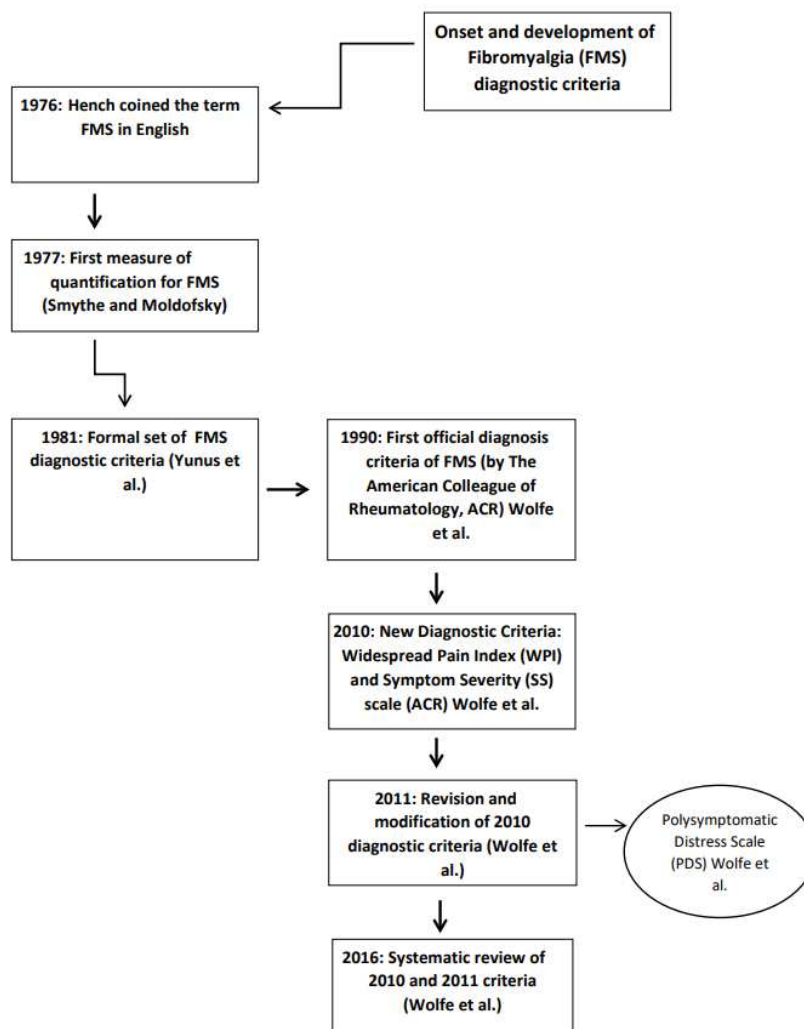 Onset and development of
Fibromyalgia (FMS)
diagnostic criteria
1976: Hench coined the term
FMS in English
1977: First measure of
quantification for FMS
(Smythe and Moldofsky)
1981: Formal set of FMS
diagnostic criteria (Yunus et
al.)
1990: First official diagnosis
criteria of FMS (by The
American Colleague of
Rheumatology, ACR) Wolfe
et al.
2010: New Diagnostic Criteria:
Widespread Pain Index (WPI)
and Symptom Severity (SS)
scale (ACR) Wolfe et al.
2011: Revision and
modification of 2010
diagnostic criteria (Wolfe et
al.)
Polysymptomatic
Distress Scale
(PDS) Wolfe et
al.
2016: Systematic review of
2010 and 2011 criteria
(Wolfe et al.)